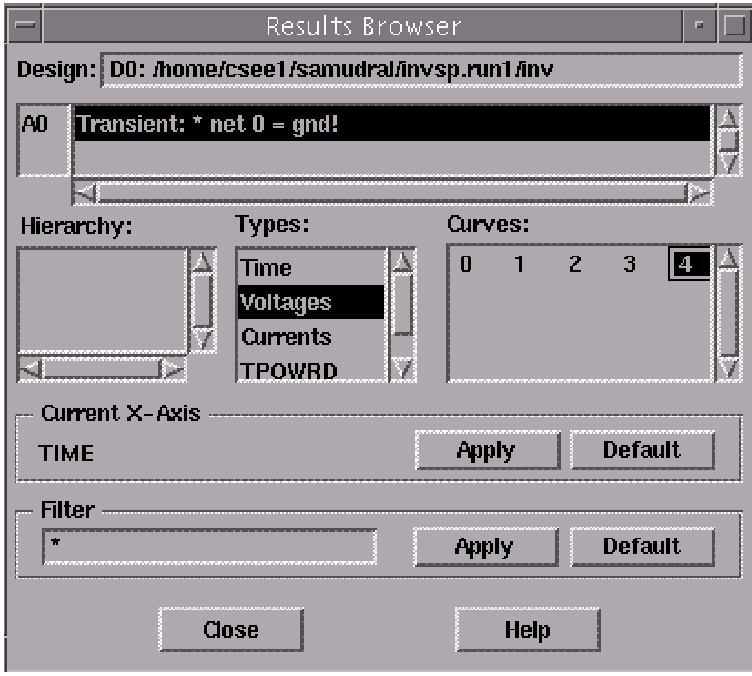 Results Browser
Design: D0: /home/csee1/samudral/invsp.run1/inv
A0 Transient: * net 0 = gnd!
Hierarchy: Types: Curves:
Time 0 1 2 3 4
Voltages
Currents
TPOWRD
Current X-Axis
TIME Apply Default
Filter
* Apply Default
Close Help